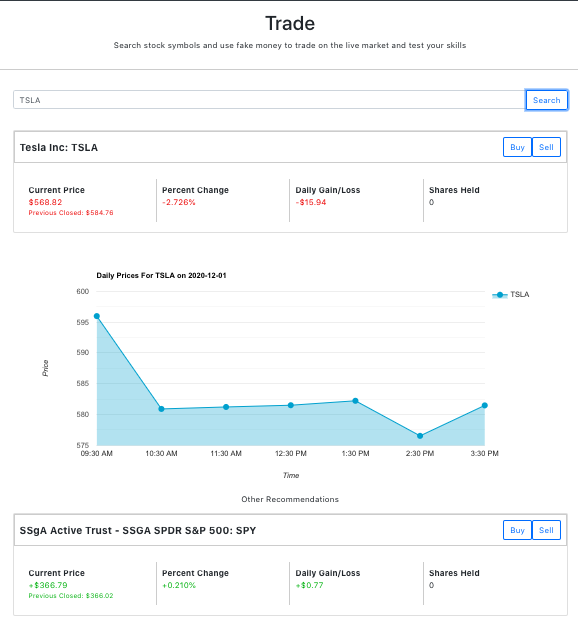 Trade
Search stock symbols and use fake money to trade on the live market and test your skills
TSLA
Search
Tesla Inc: TSLA
Buy
Sell
Current Price
Percent Change
Daily Gain/Loss
Shares Held
$568.82
-2.726%
-$15.94
0
Previous Closed: $584.76
Daily Prices For TSLA on 2020-12-01
600
TSLA
595
590
Price
585
580
575
09:30 AM
10:30 AM
11:30 AM
12:30 PM
1:30 PM
2:30 PM
3:30 PM
Time
Other Recommendations
SSgA Active Trust - SSGA SPDR S&P 500: SPY
Buy
Sell
Current Price
Percent Change
Daily Gain/Loss
Shares Held
+$366.79
+0.210%
+$0.77
0
Previous Closed: $366.02